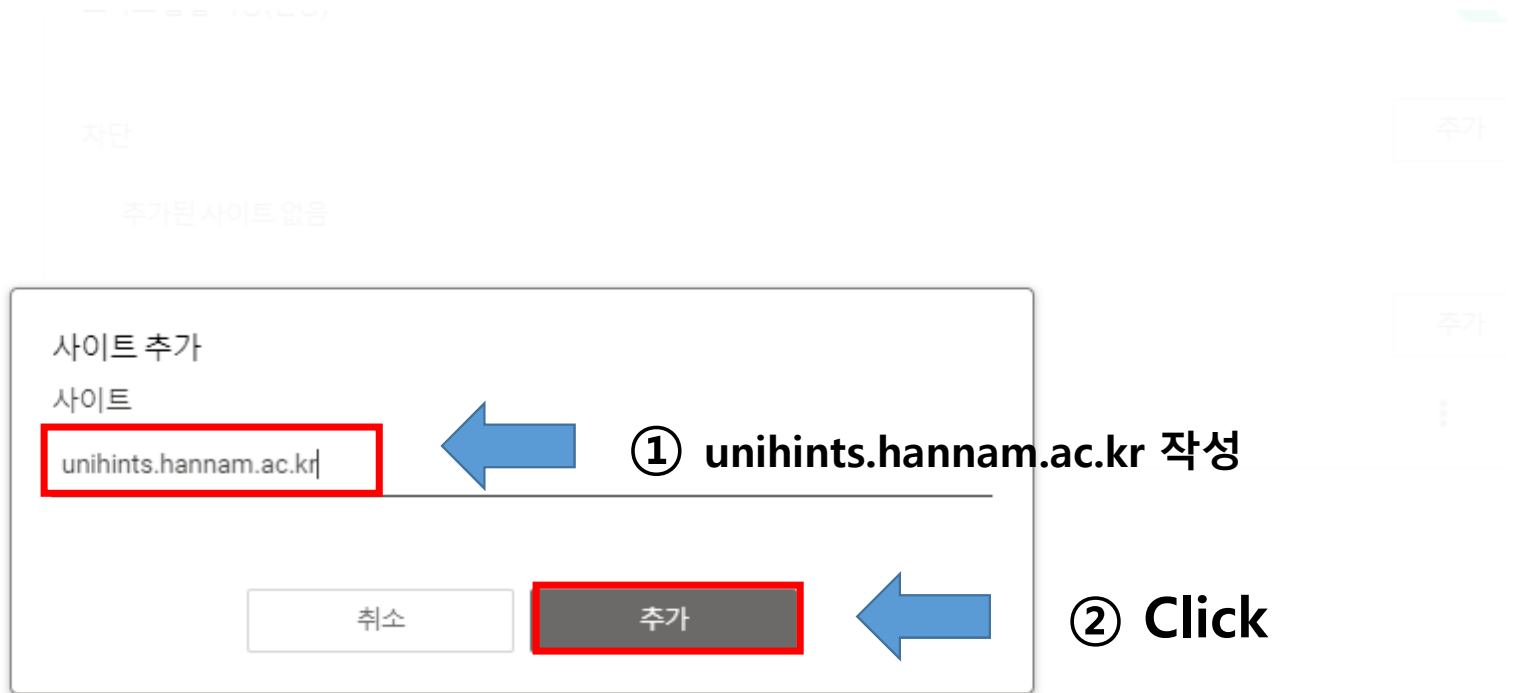 차단
추가
추가된 사이트 없음
추가
사이트 추가
사이트
unihints.hannam.ac.kr
① unihints.hannam.ac.kr 작성
취소
추가
② Click